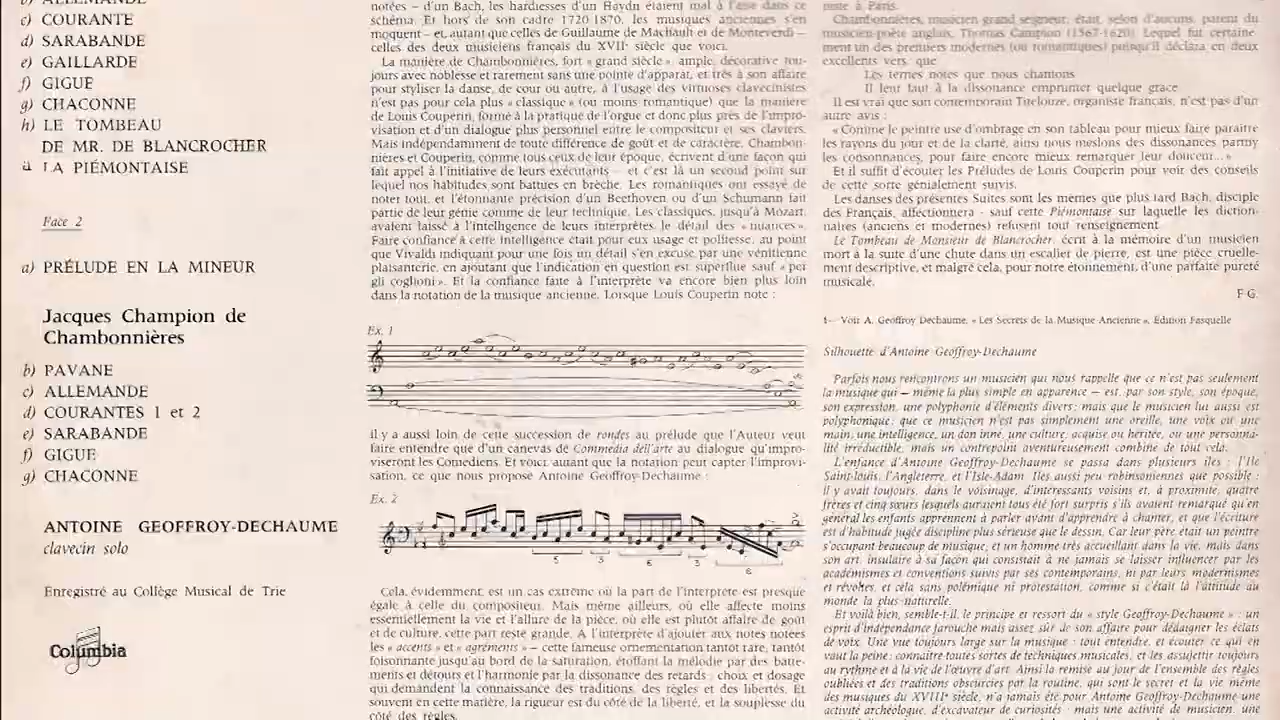 b) ALLEMANDE
c) COURANTE
d) SARABANDE
e) GAILLARDE
f) GIGUE
g) CHACONNE
h) LE TOMBEAU
DE MR. DE BLANCROCHER
LA PIÉMONTAISE
Face 2
a) PRÉLUDE EN LA MINEUR
Jacques Champion de
Chambonnières
b) PAVANE
c) ALLEMANDE
d) COURANTES 1 et 2
e) SARABANDE
f) GIGUE
g) CHACONNE
ANTOINE GEOFFROY-DECHAUME
clavecin solo
Enregistré au Collège Musical de Trie
Columbia
notées – d'un Bach, les hardiesses d'un Haydn étaient mal à l'aise dans ce
schéma. Et hors de son cadre 1720-1870, les musiques anciennes s'en
moquent – et autant que celles de Guillaume de Machault et de Monteverdi –
celles des deux musiciens français du XVIIe siècle que voici.
La manière de Chambonnières, fort « grand siècle », ample, décorative tou-
jours avec noblesse et rarement sans une pointe d'apparat, et très à son affaire
pour styliser la danse, de cour ou autre, à l'usage des virtuoses clavecinistes
n'est pas pour cela plus « classique » (ou moins romantique) que la manière
de Louis Couperin, formé à la pratique de l'orgue et donc plus près de l'impro-
visation et d'un dialogue plus personnel entre le compositeur et ses claviers.
Mais indépendamment de toute différence de goût et de caractère, Chambon-
nières et Couperin, comme tous ceux de leur époque, écrivent d'une façon qui
fait appel à l'initiative de leurs exécutants – et c'est là un second point sur
lequel nos habitudes sont battues en brèche. Les romantiques ont essayé de
noter tout, et l'étonnante précision d'un Beethoven ou d'un Schumann fait
partie de leur génie comme de leur technique. Les classiques, jusqu'à Mozart,
avaient laissé à l'intelligence de leurs interprètes, le détail des « nuances ».
Faire confiance à cette intelligence était pour eux usage et politesse, au point
que Vivaldi indiquant pour une fois un détail s'en excuse par une vénitienne
plaisanterie, en ajoutant que l'indication en question est superflue sauf « per
gli coglioni ». Et la confiance faite à l'interprète va encore bien plus loin
dans la notation de la musique ancienne. Lorsque Louis Couperin note :
Ex. 1
il y a aussi loin de cette succession de rondes au prélude que l'Auteur veut
faire entendre que d'un canevas de Commedia dell'arte au dialogue qu'impro-
viseront les Comediens. Et voici, autant que la notation peut capter l'improvi-
sation, ce que nous propose Antoine Geoffroy-Dechaume :
Ex. 2
5 3 6 3 6
Cela, évidemment, est un cas extrême où la part de l'interprète est presque
égale à celle du compositeur. Mais même ailleurs, où elle affecte moins
essentiellement la vie et l'allure de la pièce, où elle est plutôt affaire de goût
et de culture, cette part reste grande. A l'interprète d'ajouter aux notes notées
les « accents » et « agréments » – cette fameuse ornementation tantôt rare, tantôt
foisonnante jusqu'au bord de la saturation, étoffant la mélodie par des batte-
ments et détours et l'harmonie par la dissonance des retards : choix et dosage
qui demandent la connaissance des traditions, des règles et des libertés. Et
souvent en cette matière, la rigueur est du côté de la liberté, et la souplesse du
côté des règles.
reste à Paris.
Chambonnières, musicien grand seigneur, était, selon d'aucuns, parent du
musicien-poète anglais, Thomas Campion (1567-1620). Lequel fut certaine-
ment un des premiers modernes (ou romantiques) puisqu'il déclara en deux
excellents vers, que
Les ternes notes que nous chantons
Il leur faut à la dissonance emprunter quelque grâce.
Il est vrai que son contemporain Titelouze, organiste français, n'est pas d'un
autre avis :
« Comme le peintre use d'ombrage en son tableau pour mieux faire paraitre
les rayons du jour et de la clarté, ainsi nous meslons des dissonances parmy
les consonnances, pour faire encore mieux remarquer leur douceur... »
Et il suffit d'écouter les Préludes de Louis Couperin pour voir des conseils
de cette sorte génialement suivis.
Les danses des présentes Suites sont les mêmes que plus tard Bach, disciple
des Français, affectionnera - sauf cette Piémontaise sur laquelle les diction-
naires (anciens et modernes) refusent tout renseignement.
Le Tombeau de Monsieur de Blancrocher, écrit à la mémoire d'un musicien
mort à la suite d'une chute dans un escalier de pierre, est une pièce cruelle-
ment descriptive, et malgré cela, pour notre étonnement, d'une parfaite pureté
musicale.
F G.
1– Voir A. Geoffroy Dechaume, « Les Secrets de la Musique Ancienne », Edition Fasquelle
Silhouette d'Antoine Geoffroy-Dechaume
Parfois nous rencontrons un musicien qui nous rappelle que ce n'est pas seulement
la musique qui – même la plus simple en apparence – est, par son style, son époque,
son expression, une polyphonie d'éléments divers ; mais que le musicien lui aussi est
polyphonique : que ce musicien n'est pas simplement une oreille, une voix ou une
main, une intelligence, un don inné, une culture, acquise ou héritée, ou une personna-
lité irréductible, mais un contrepoint aventureusement combiné de tout cela.
L'enfance d'Antoine Geoffroy-Dechaume se passa dans plusieurs îles : l'Ile
Saint-louis, l'Angleterre, et l'Isle-Adam. Iles aussi peu robinsoniennes que possible :
il y avait toujours, dans le voisinage, d'intéressants voisins et, à proximité, quatre
frères et cinq sœurs lesquels auraient tous été fort surpris s'ils avaient remarqué qu'en
général les enfants apprennent à parler avant d'apprendre à chanter, et que l'écriture
est d'habitude jugée discipline plus sérieuse que le dessin. Car leur père était un peintre
s'occupant beaucoup de musique, et un homme très accueillant dans la vie, mais dans
son art, insulaire à sa façon qui consistait à ne jamais se laisser influencer par les
académismes et conventions suivis par ses contemporains, ni par leurs modernismes
et révoltes, et cela sans polémique ni protestation, comme si c'était là l'attitude au
monde la plus naturelle.
Et voilà bien, semble-t-il, le principe et ressort du « style Geoffroy-Dechaume » : un
esprit d'indépendance farouche mais assez sûr de son affaire pour dédaigner les éclats
de voix. Une vue toujours large sur la musique : tout entendre, et écouter ce qui en
vaut la peine ; connaître toutes sortes de techniques musicales, et les assujettir toujours
au rythme et à la vie de l'œuvre d'art. Ainsi la remise au jour de l'ensemble des règles
oubliées et des traditions obscurcies par la routine, qui sont le secret et la vie même
des musiques du XVIIIe siècle, n'a jamais été pour Antoine Geoffroy-Dechaume une
activité archéologique, d'excavateur de curiosités : mais une activité de musicien, une